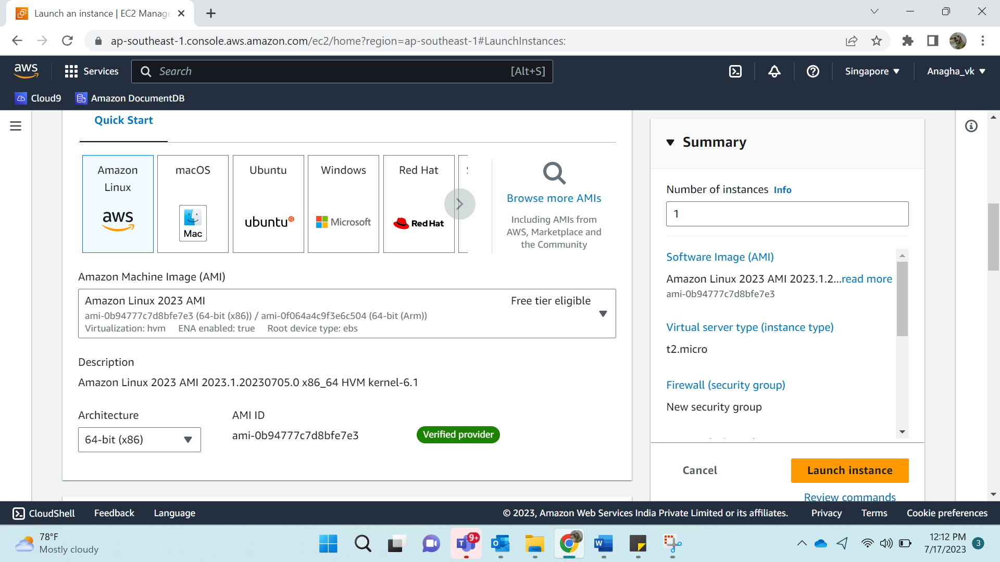 Launch an instance | EC2 Manage
ap-southeast-1.console.aws.amazon.com/ec2/home?region=ap-southeast-1#LaunchInstances:
aws
Services
Search
[Alt+S]
Singapore
Anagha_vk
Cloud9
Amazon DocumentDB
Quick Start
Amazon
Linux
aws
macOS
Mac
Ubuntu
ubuntu
Windows
Microsoft
Red Hat
Red Hat
Browse more AMIs
Including AMIs from
AWS, Marketplace and
the Community
Amazon Machine Image (AMI)
Amazon Linux 2023 AMI
Free tier eligible
ami-0b94777c7d8bfe7e3 (64-bit (x86)) / ami-0f064a4c9f3e6c504 (64-bit (Arm))
Virtualization: hvm ENA enabled: true Root device type: ebs
Description
Amazon Linux 2023 AMI 2023.1.20230705.0 x86_64 HVM kernel-6.1
Architecture
AMI ID
64-bit (x86)
ami-0b94777c7d8bfe7e3
Verified provider
Summary
Number of instances Info
1
Software Image (AMI)
Amazon Linux 2023 AMI 2023.1.2...read more
ami-0b94777c7d8bfe7e3
Virtual server type (instance type)
t2.micro
Firewall (security group)
New security group
Cancel
Launch instance
Review commands
CloudShell
Feedback
Language
© 2023, Amazon Web Services India Private Limited or its affiliates.
Privacy
Terms
Cookie preferences
78°F
Mostly cloudy
9+
12:12 PM
7/17/2023
3